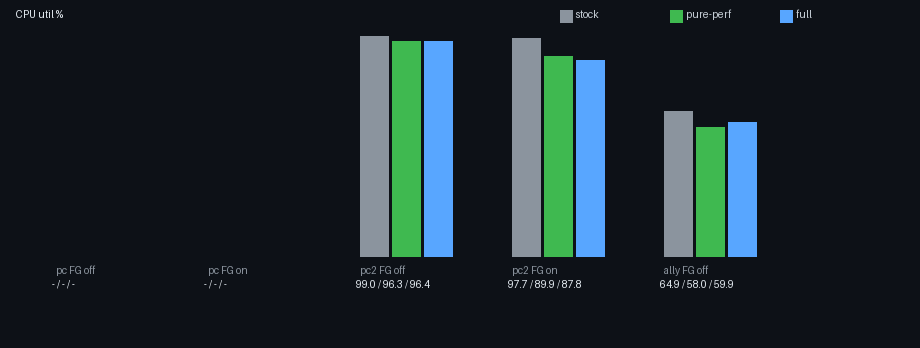 CPU util %
stock
pure-perf
full
pc FG off
pc FG on
pc2 FG off
pc2 FG on
ally FG off
- / - / -
- / - / -
99.0 / 96.3 / 96.4
97.7 / 89.9 / 87.8
64.9 / 58.0 / 59.9